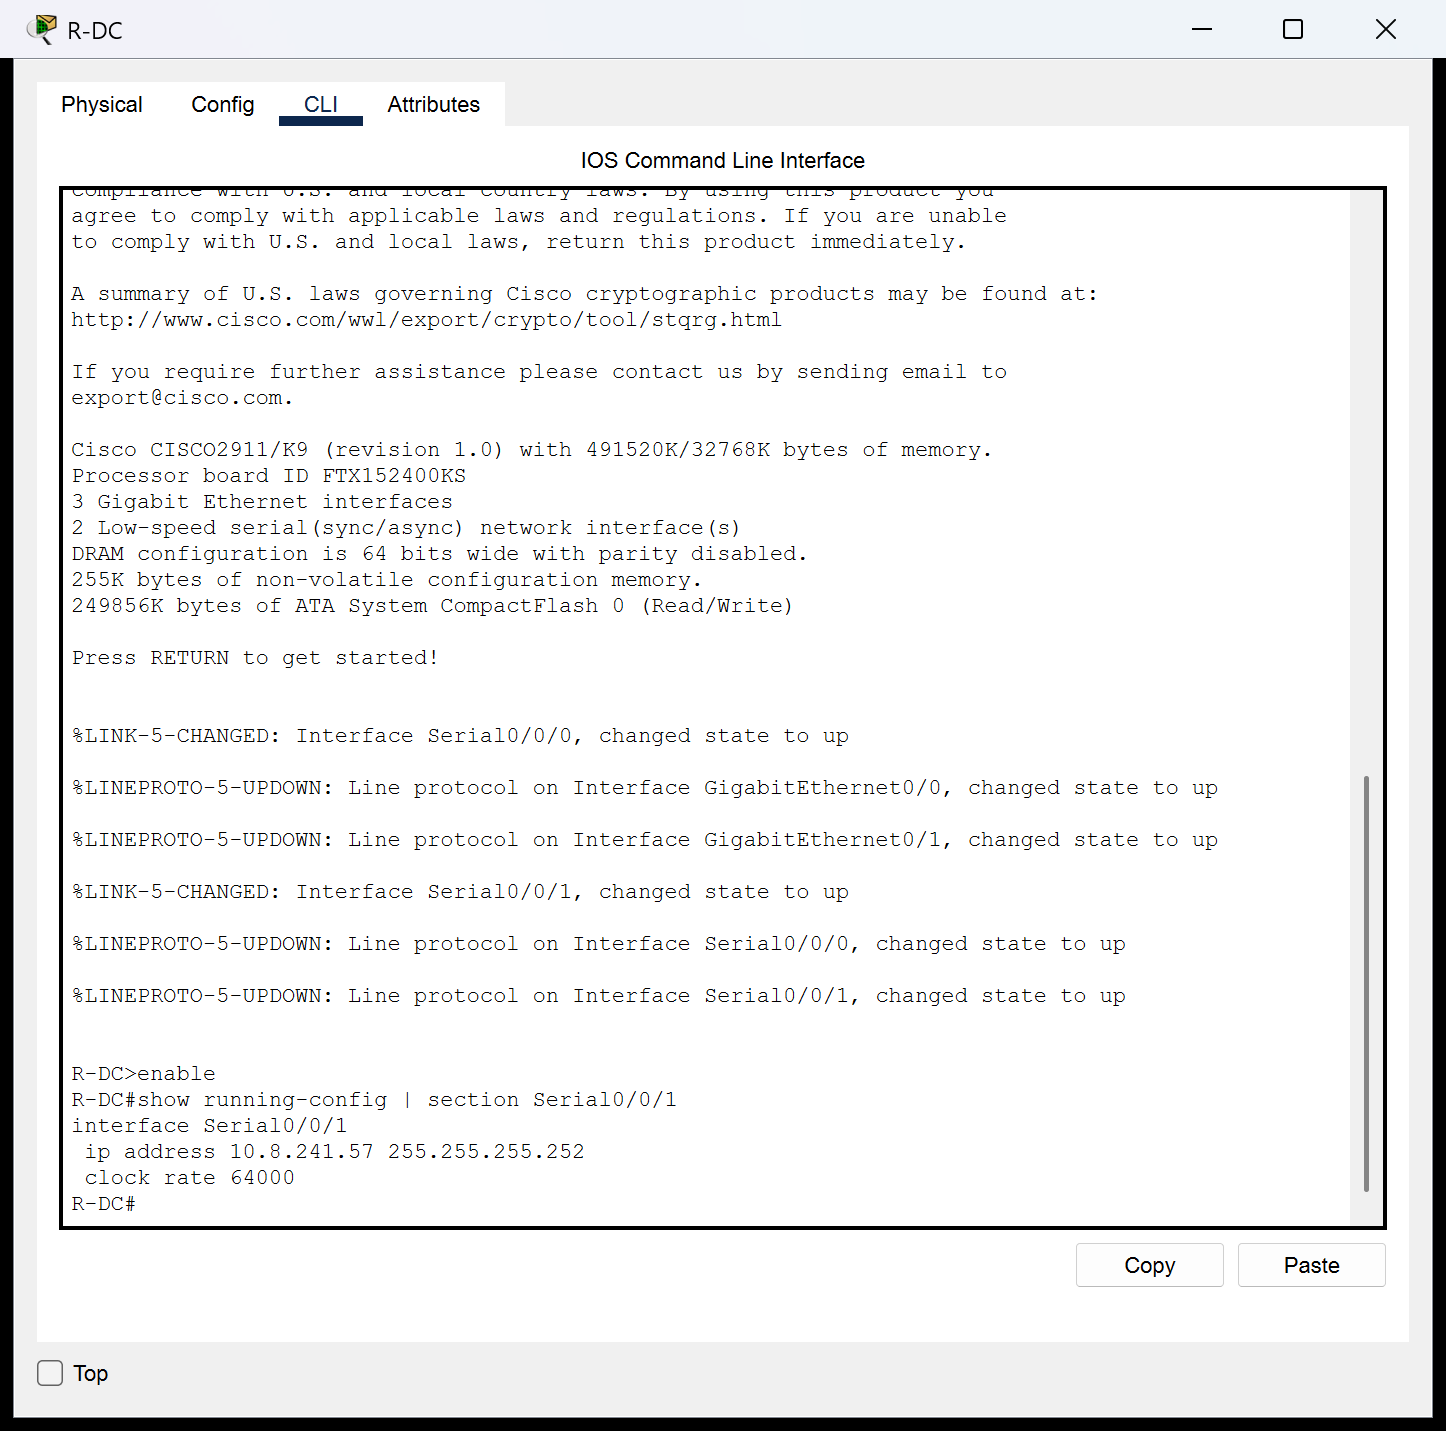 R-DC
Physical Config CLI Attributes
IOS Command Line Interface
compliance with U.S. and local country laws. By using this product you
agree to comply with applicable laws and regulations. If you are unable
to comply with U.S. and local laws, return this product immediately.
A summary of U.S. laws governing Cisco cryptographic products may be found at:
http://www.cisco.com/wwl/export/crypto/tool/stqrg.html
If you require further assistance please contact us by sending email to
export@cisco.com.
Cisco CISCO2911/K9 (revision 1.0) with 491520K/32768K bytes of memory.
Processor board ID FTX152400KS
3 Gigabit Ethernet interfaces
2 Low-speed serial(sync/async) network interface(s)
DRAM configuration is 64 bits wide with parity disabled.
255K bytes of non-volatile configuration memory.
249856K bytes of ATA System CompactFlash 0 (Read/Write)
Press RETURN to get started!
%LINK-5-CHANGED: Interface Serial0/0/0, changed state to up
%LINEPROTO-5-UPDOWN: Line protocol on Interface GigabitEthernet0/0, changed state to up
%LINEPROTO-5-UPDOWN: Line protocol on Interface GigabitEthernet0/1, changed state to up
%LINK-5-CHANGED: Interface Serial0/0/1, changed state to up
%LINEPROTO-5-UPDOWN: Line protocol on Interface Serial0/0/0, changed state to up
%LINEPROTO-5-UPDOWN: Line protocol on Interface Serial0/0/1, changed state to up
R-DC>enable
R-DC#show running-config | section Serial0/0/1
interface Serial0/0/1
ip address 10.8.241.57 255.255.255.252
clock rate 64000
R-DC#
Copy Paste
Top